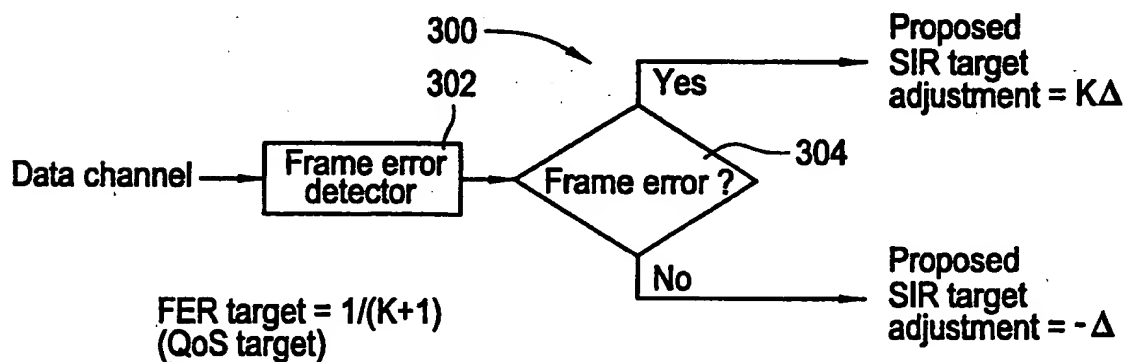 300
302
Data channel
Frame error
detector
Frame error ?
304
Yes
Proposed
SIR target
adjustment = KΔ
No
Proposed
SIR target
adjustment = -Δ
FER target = 1/(K+1)
(QoS target)